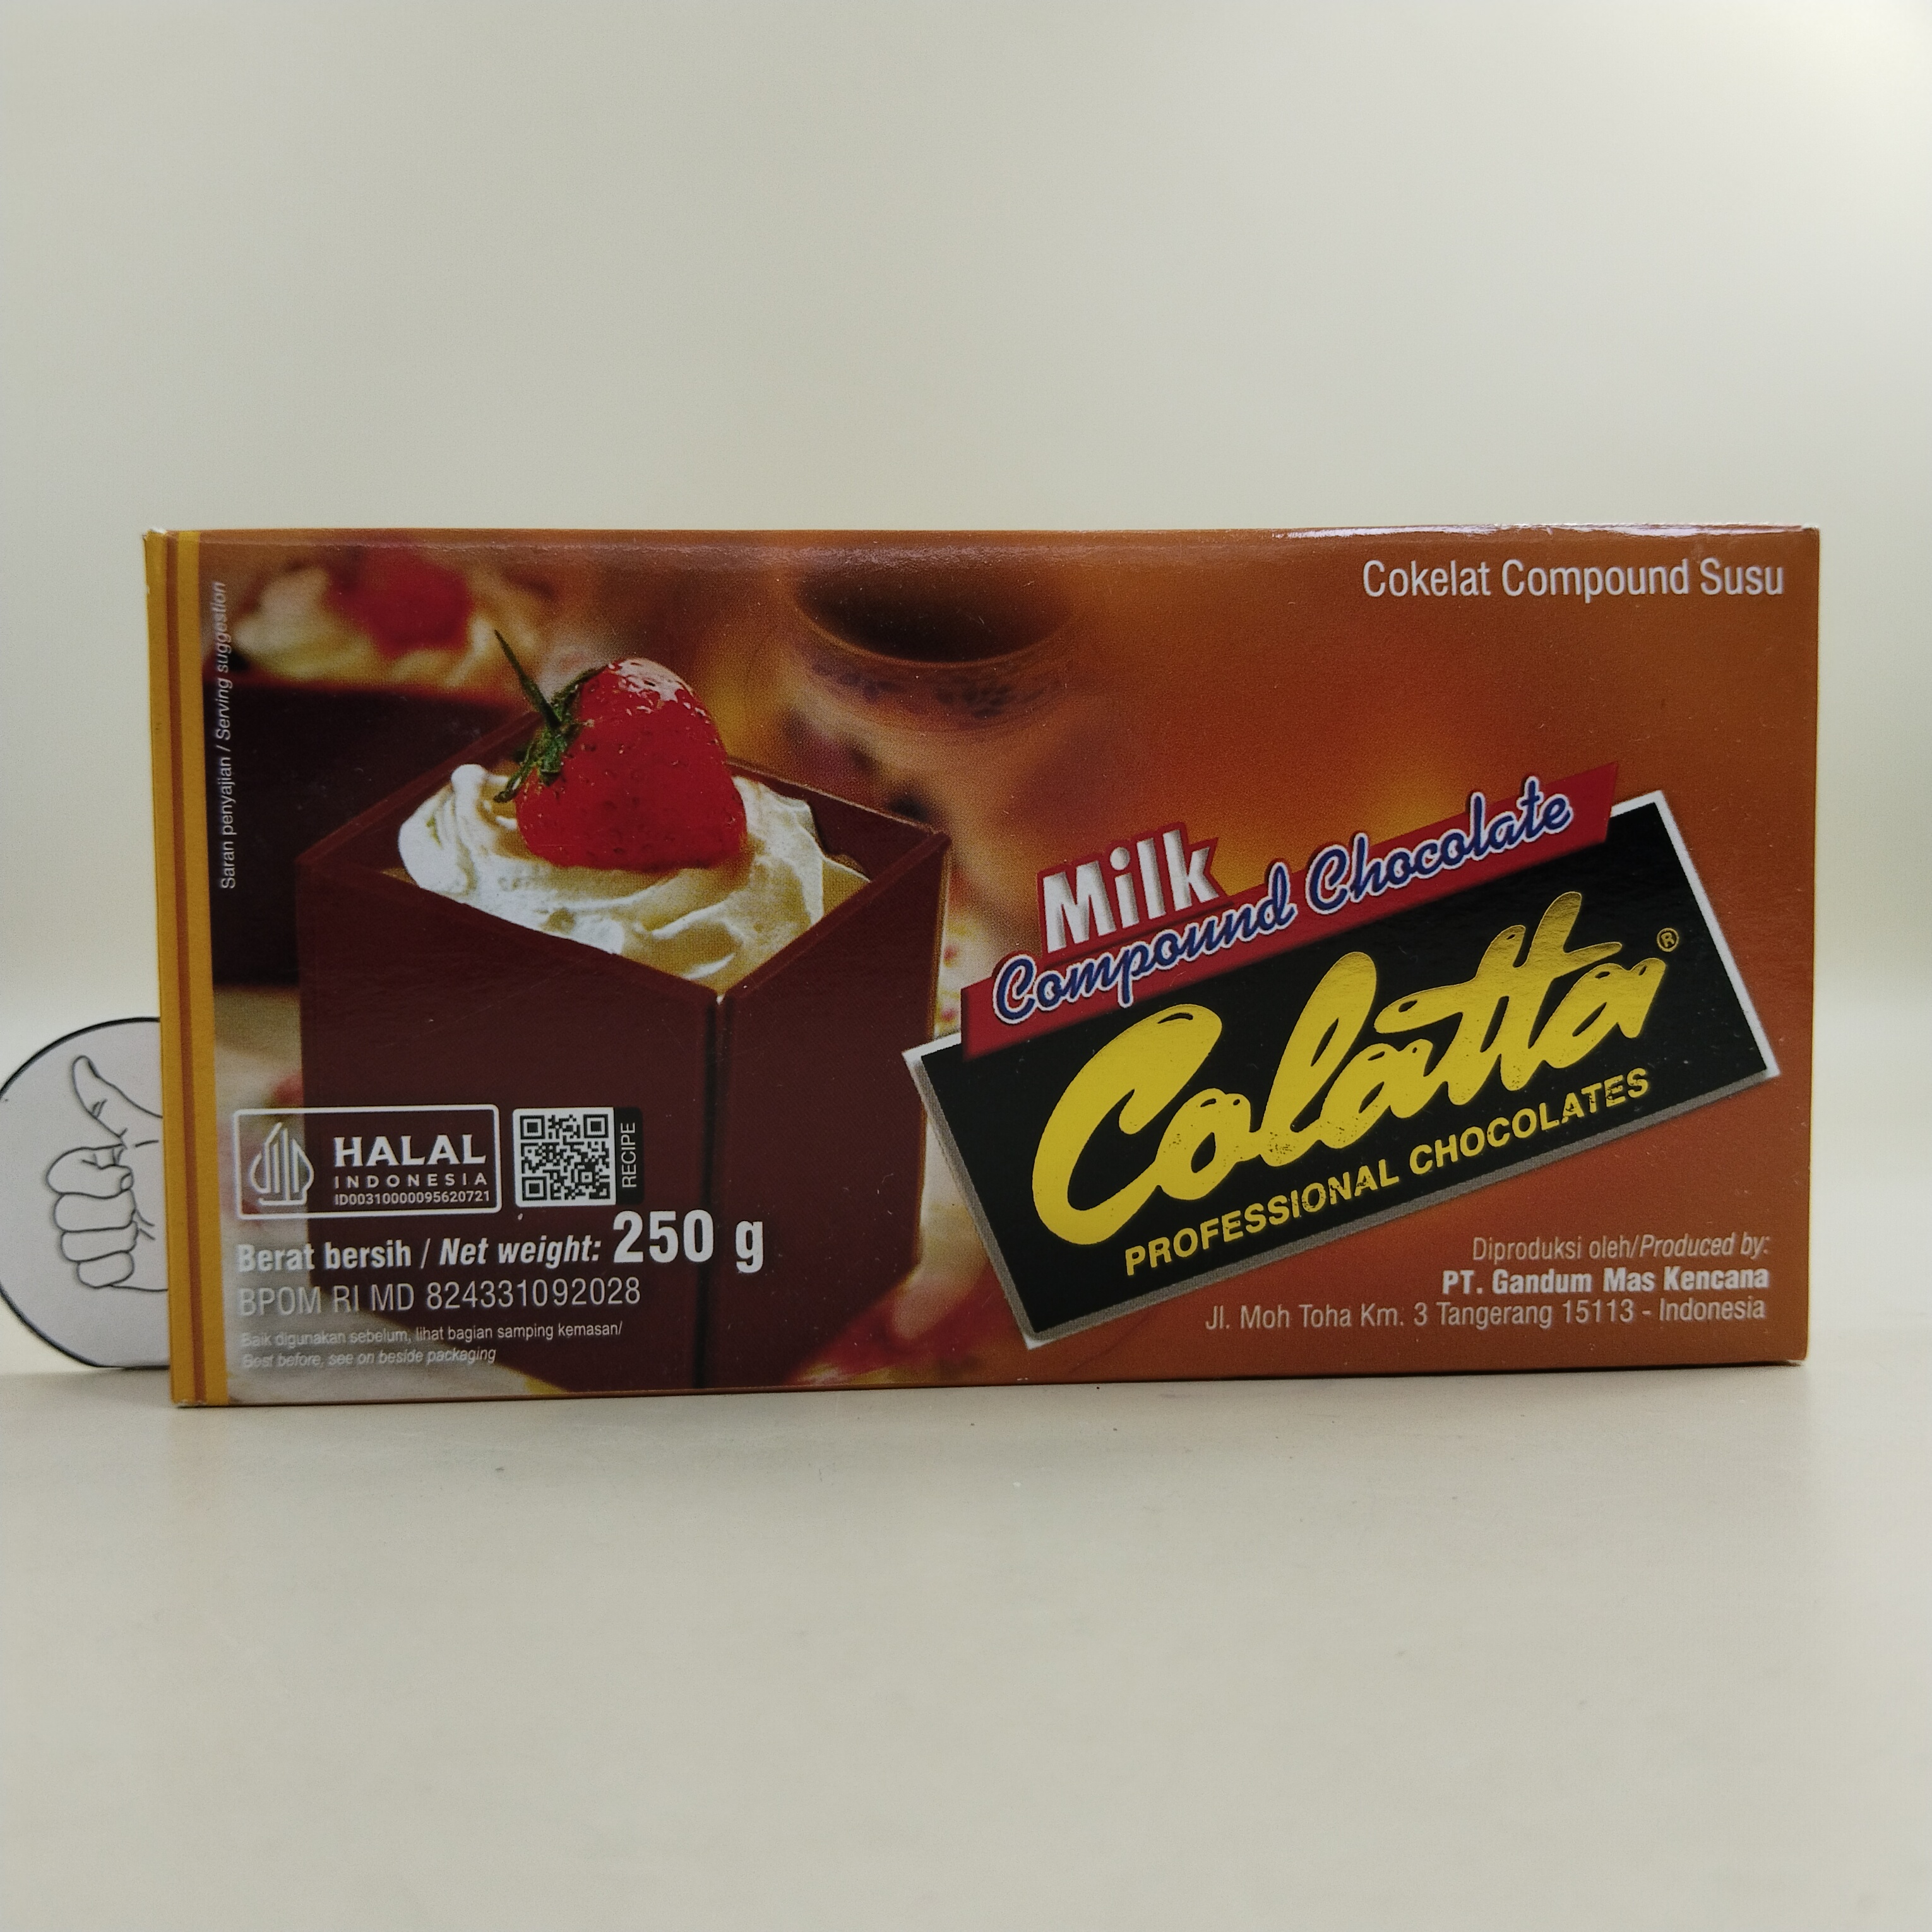 Cokelat Compound Susu
Saran penyajian / Serving suggestion
Milk
Compound Chocolate
Colatta®
PROFESSIONAL CHOCOLATES
HALAL
INDONESIA
ID00310000095620721
RECIPE
Berat bersih / Net weight: 250 g
BPOM RI MD 824331092028
Baik digunakan sebelum, lihat bagian samping kemasan/
Best before, see on beside packaging
Diproduksi oleh/Produced by:
PT. Gandum Mas Kencana
Jl. Moh Toha Km. 3 Tangerang 15113 - Indonesia